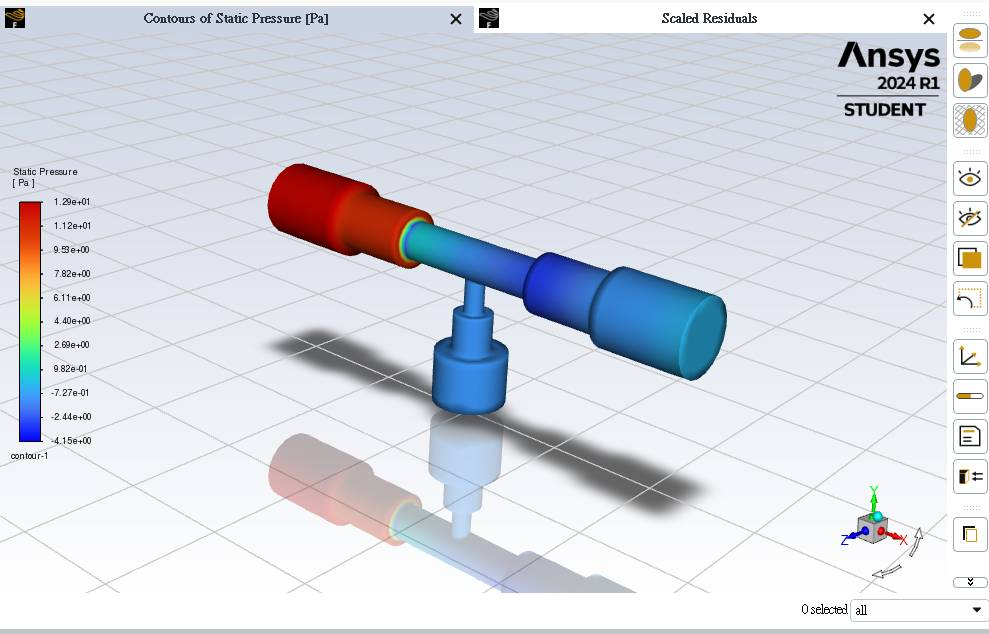 Contours of Static Pressure [Pa]
Scaled Residuals
Ansys
2024 R1
STUDENT
Static Pressure
[ Pa ]
1.29e+01
1.12e+01
9.53e+00
7.82e+00
6.11e+00
4.40e+00
2.69e+00
9.82e-01
-7.27e-01
-2.44e+00
-4.15e+00
contour-1
Y
Z
X
0 selected
all